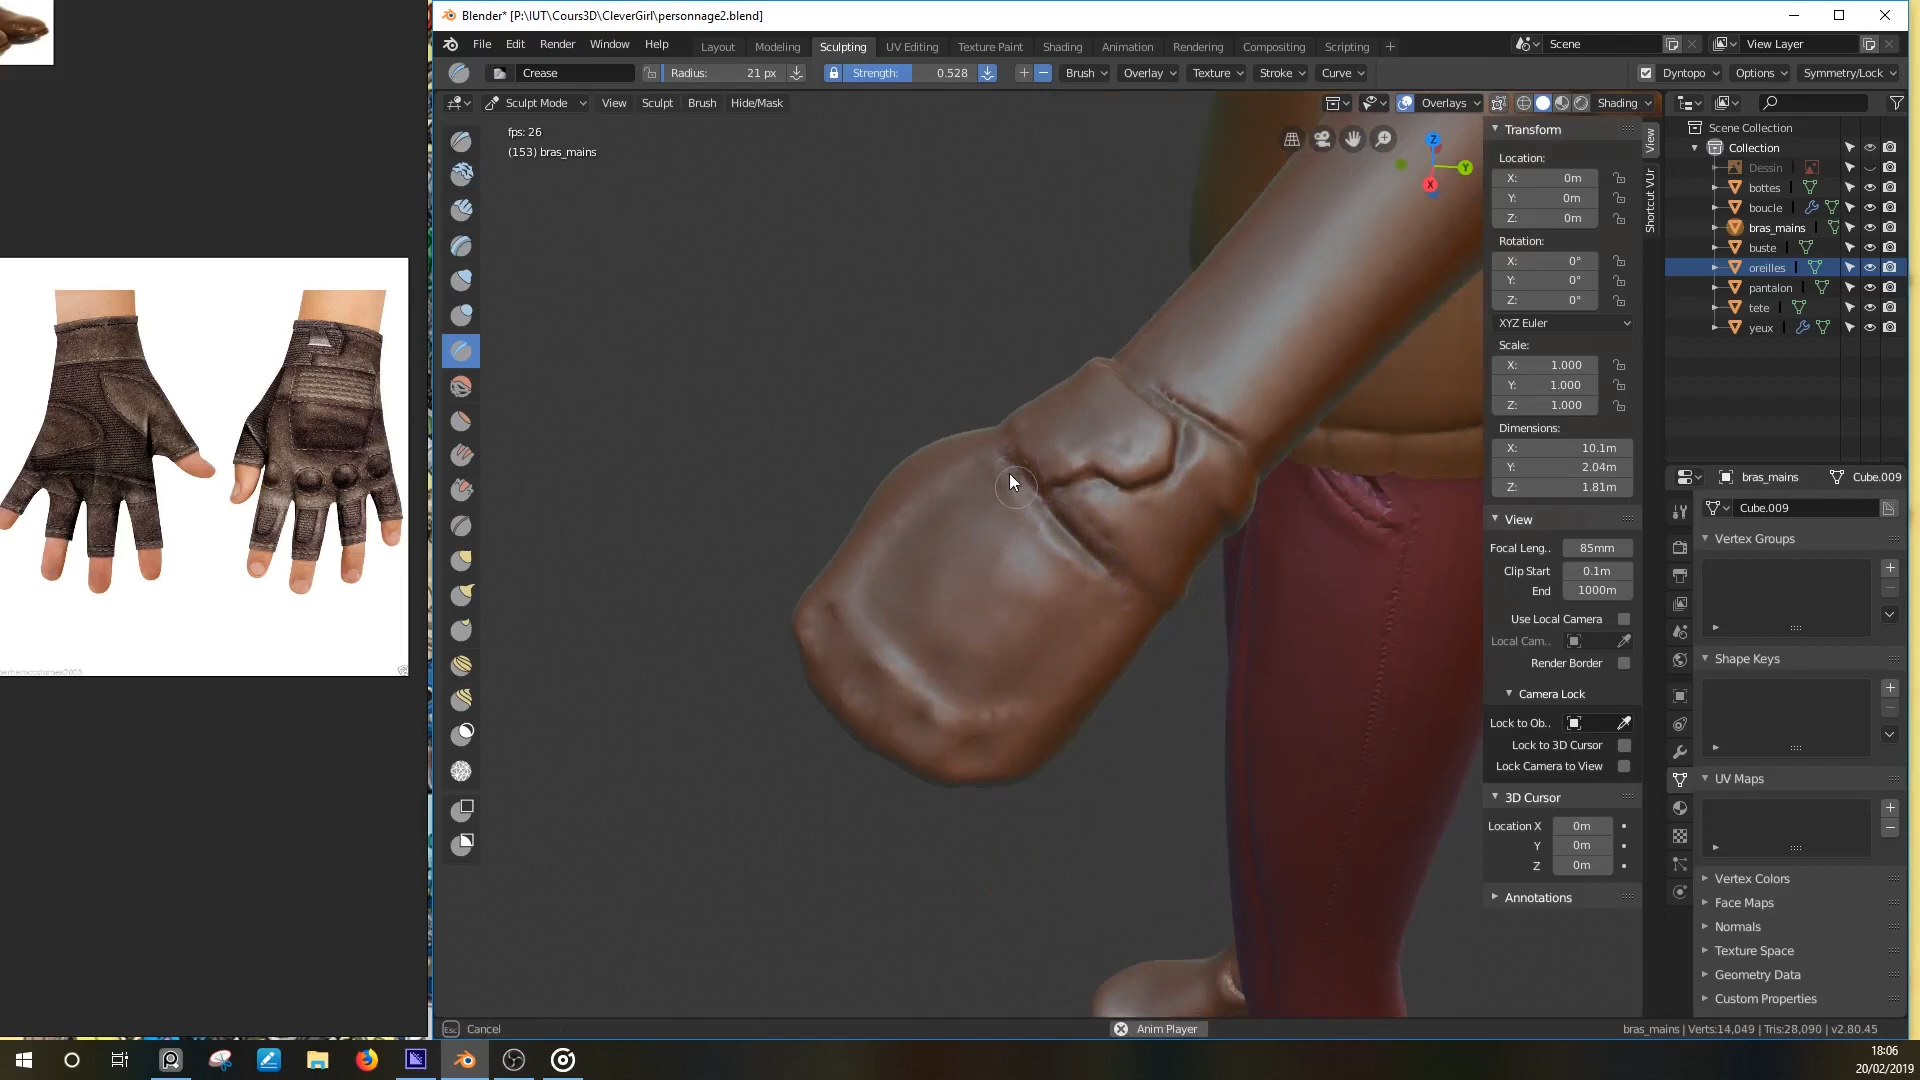 Blender* [P:\IUT\Cours3D\CleverGirl\personnage2.blend]
File Edit Render Window Help Layout Modeling Sculpting UV Editing Texture Paint Shading Animation Rendering Compositing Scripting + Scene View Layer
Crease Radius: 21 px Strength: 0.528 Brush Overlay Texture Stroke Curve Dyntopo Options Symmetry/Lock
Sculpt Mode View Sculpt Brush Hide/Mask Overlays Shading
fps: 26
(153) bras_mains
Z
Y
X
Transform
Location:
X: 0m
Y: 0m
Z: 0m
Rotation:
X: 0°
Y: 0°
Z: 0°
XYZ Euler
Scale:
X: 1.000
Y: 1.000
Z: 1.000
Dimensions:
X: 10.1m
Y: 2.04m
Z: 1.81m
View
Focal Leng.. 85mm
Clip Start 0.1m
End 1000m
Use Local Camera
Local Cam..
Render Border
Camera Lock
Lock to Ob..
Lock to 3D Cursor
Lock Camera to View
3D Cursor
Location X 0m
Y 0m
Z 0m
Annotations
View
Shortcut VUr
Scene Collection
Collection
Dessin
bottes
boucle
bras_mains
buste
oreilles
pantalon
tete
yeux
bras_mains Cube.009
Cube.009
Vertex Groups
Shape Keys
UV Maps
Vertex Colors
Face Maps
Normals
Texture Space
Geometry Data
Custom Properties
Esc Cancel Anim Player bras_mains | Verts:14,049 | Tris:28,090 | v2.80.45
18:06
20/02/2019